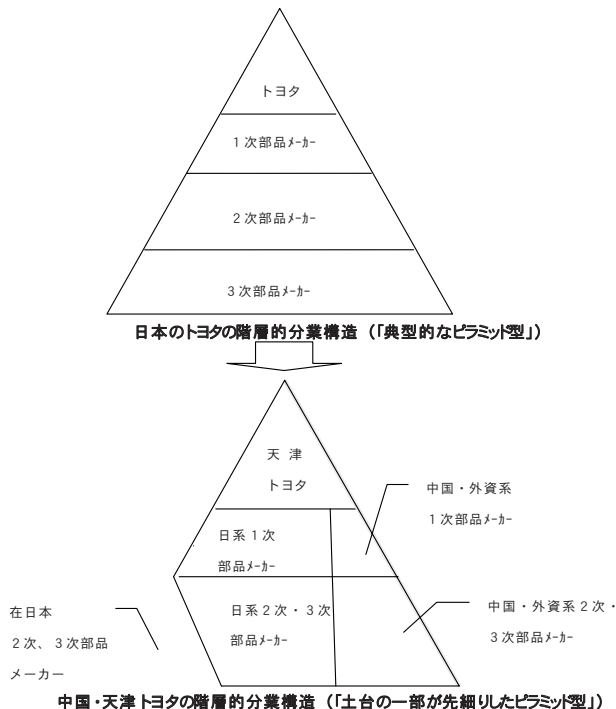 トヨタ
1次部品ﾒｰｶｰ
2次部品ﾒｰｶｰ
3次部品ﾒｰｶｰ
日本のトヨタの階層的分業構造（「典型的なピラミッド型」）
天 津
トヨタ
中国・外資系
1次部品ﾒｰｶｰ
日系1次
部品ﾒｰｶｰ
在日本
2次、3次部品
メーカー
日系2次・3次
部品ﾒｰｶｰ
中国・外資系2次・
3次部品ﾒｰｶｰ
中国・天津トヨタの階層的分業構造（「土台の一部が先細りしたピラミッド型」）